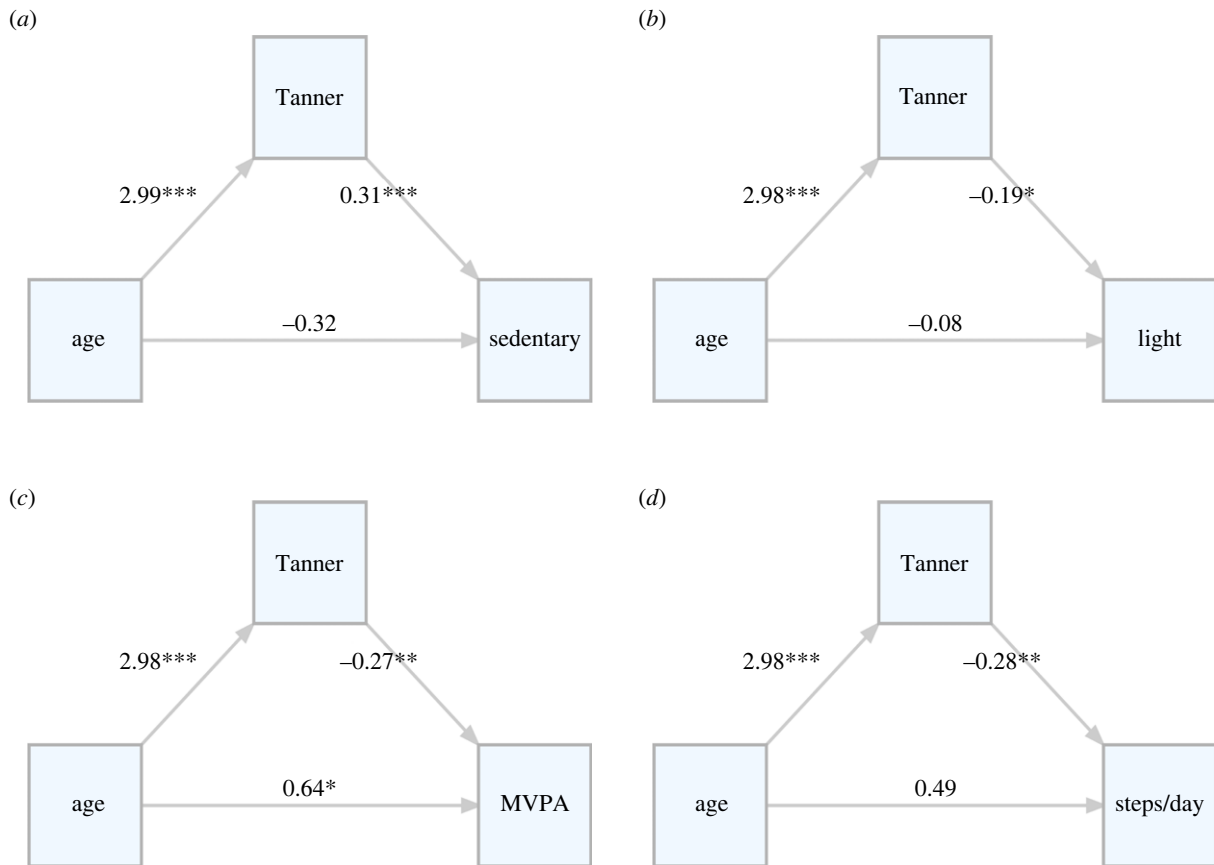 (a)
(b)
Tanner
Tanner
2.99***
0.31***
2.98***
–0.19*
age
–0.32
sedentary
age
–0.08
light
(c)
(d)
Tanner
Tanner
2.98***
–0.27**
2.98***
–0.28**
age
0.64*
MVPA
age
0.49
steps/day